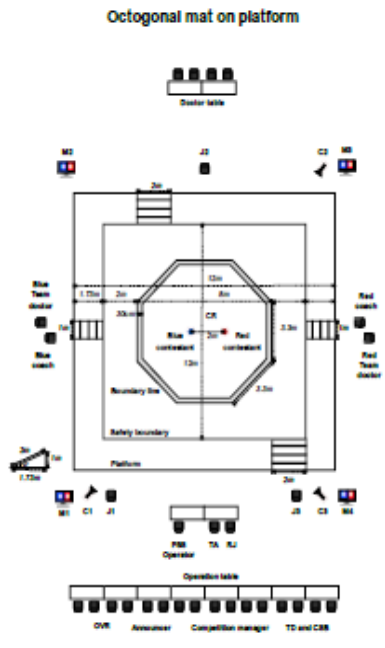 Octogonal mat on platform
Doctor table
M2
J2
C2
M3
2m
12m
1.73m
2m
8m
Blue
Team
doctor
Red
coach
30cm
CR
1m
Blue
contestant
2m
Red
contestant
3.3m
Blue
coach
Red
Team
doctor
12m
Boundary line
3.3m
Safety boundary
Platform
2m
1m
1.73m
2m
M1
C1
J1
J3
C3
M4
PSS
Operator
TA
RJ
Operation table
OVR
Announcer
Competition manager
TD and CSB